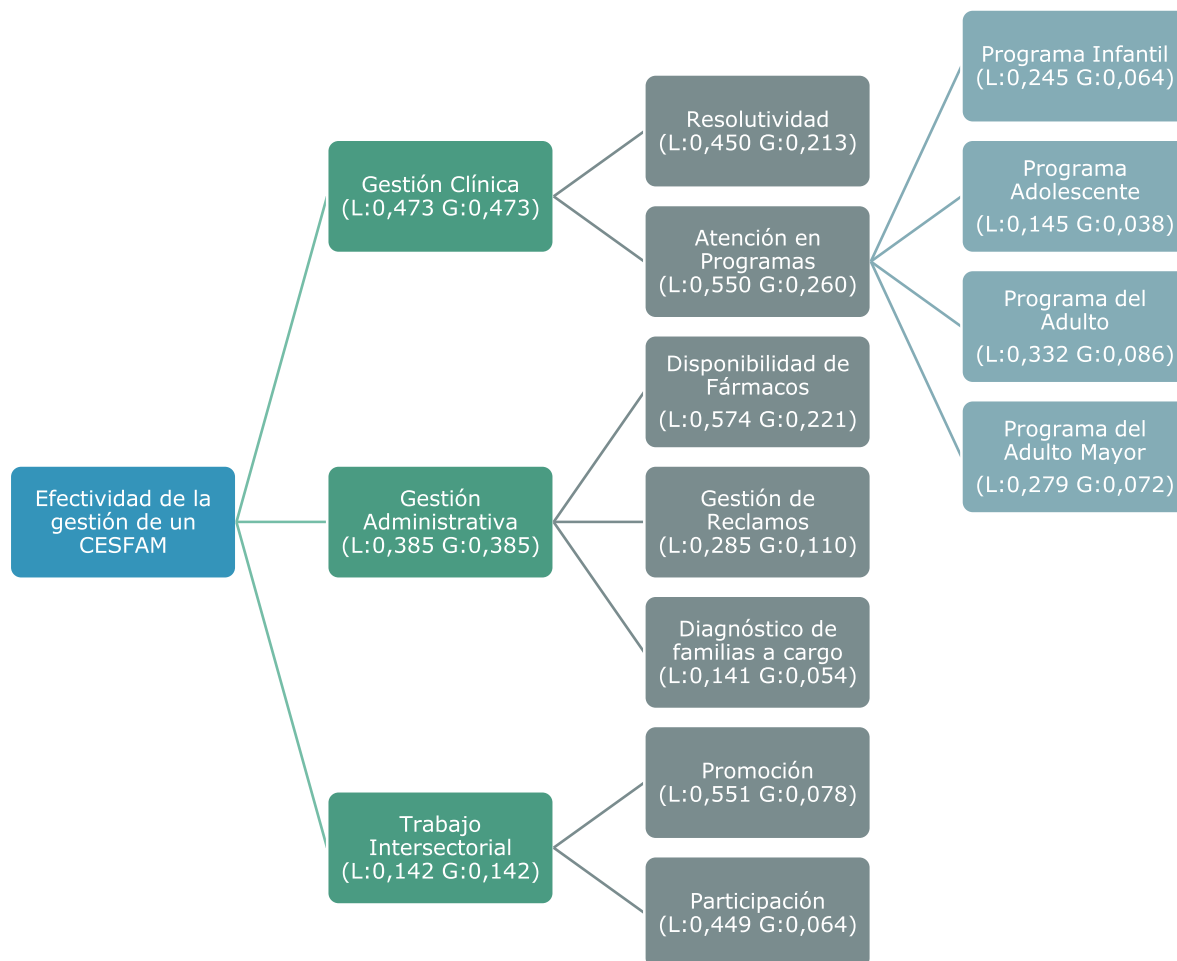 Efectividad de la
gestión de un
CESFAM
Gestión Clínica
(L:0,473 G:0,473)
Resolutividad
(L:0,450 G:0,213)
Atención en
Programas
(L:0,550 G:0,260)
Programa Infantil
(L:0,245 G:0,064)
Programa
Adolescente
(L:0,145 G:0,038)
Programa del
Adulto
(L:0,332 G:0,086)
Programa del
Adulto Mayor
(L:0,279 G:0,072)
Gestión
Administrativa
(L:0,385 G:0,385)
Disponibilidad de
Fármacos
(L:0,574 G:0,221)
Gestión de
Reclamos
(L:0,285 G:0,110)
Diagnóstico de
familias a cargo
(L:0,141 G:0,054)
Trabajo
Intersectorial
(L:0,142 G:0,142)
Promoción
(L:0,551 G:0,078)
Participación
(L:0,449 G:0,064)